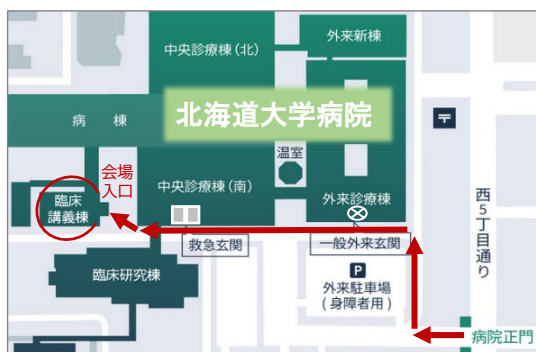 中央診療棟(北)
外来新棟
北海道大学病院
病 棟
〒
温室
会場
入口
中央診療棟(南)
外来診療棟
臨床
講義棟
西5丁目通り
救急玄関
一般外来玄関
臨床研究棟
P
外来駐車場
(身障者用)
病院正門